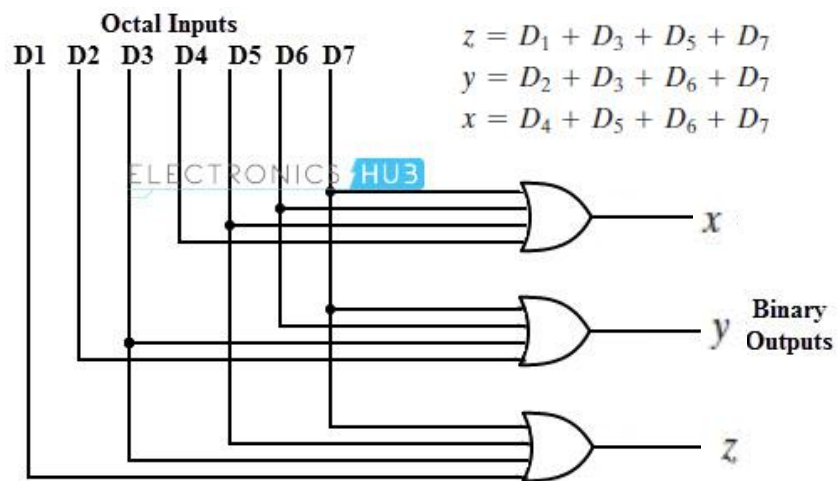 Octal Inputs
D1 D2 D3 D4 D5 D6 D7
z = D₁ + D₃ + D₅ + D₇
y = D₂ + D₃ + D₆ + D₇
x = D₄ + D₅ + D₆ + D₇
ELECTRONICS HUB
x
y
Binary
Outputs
z